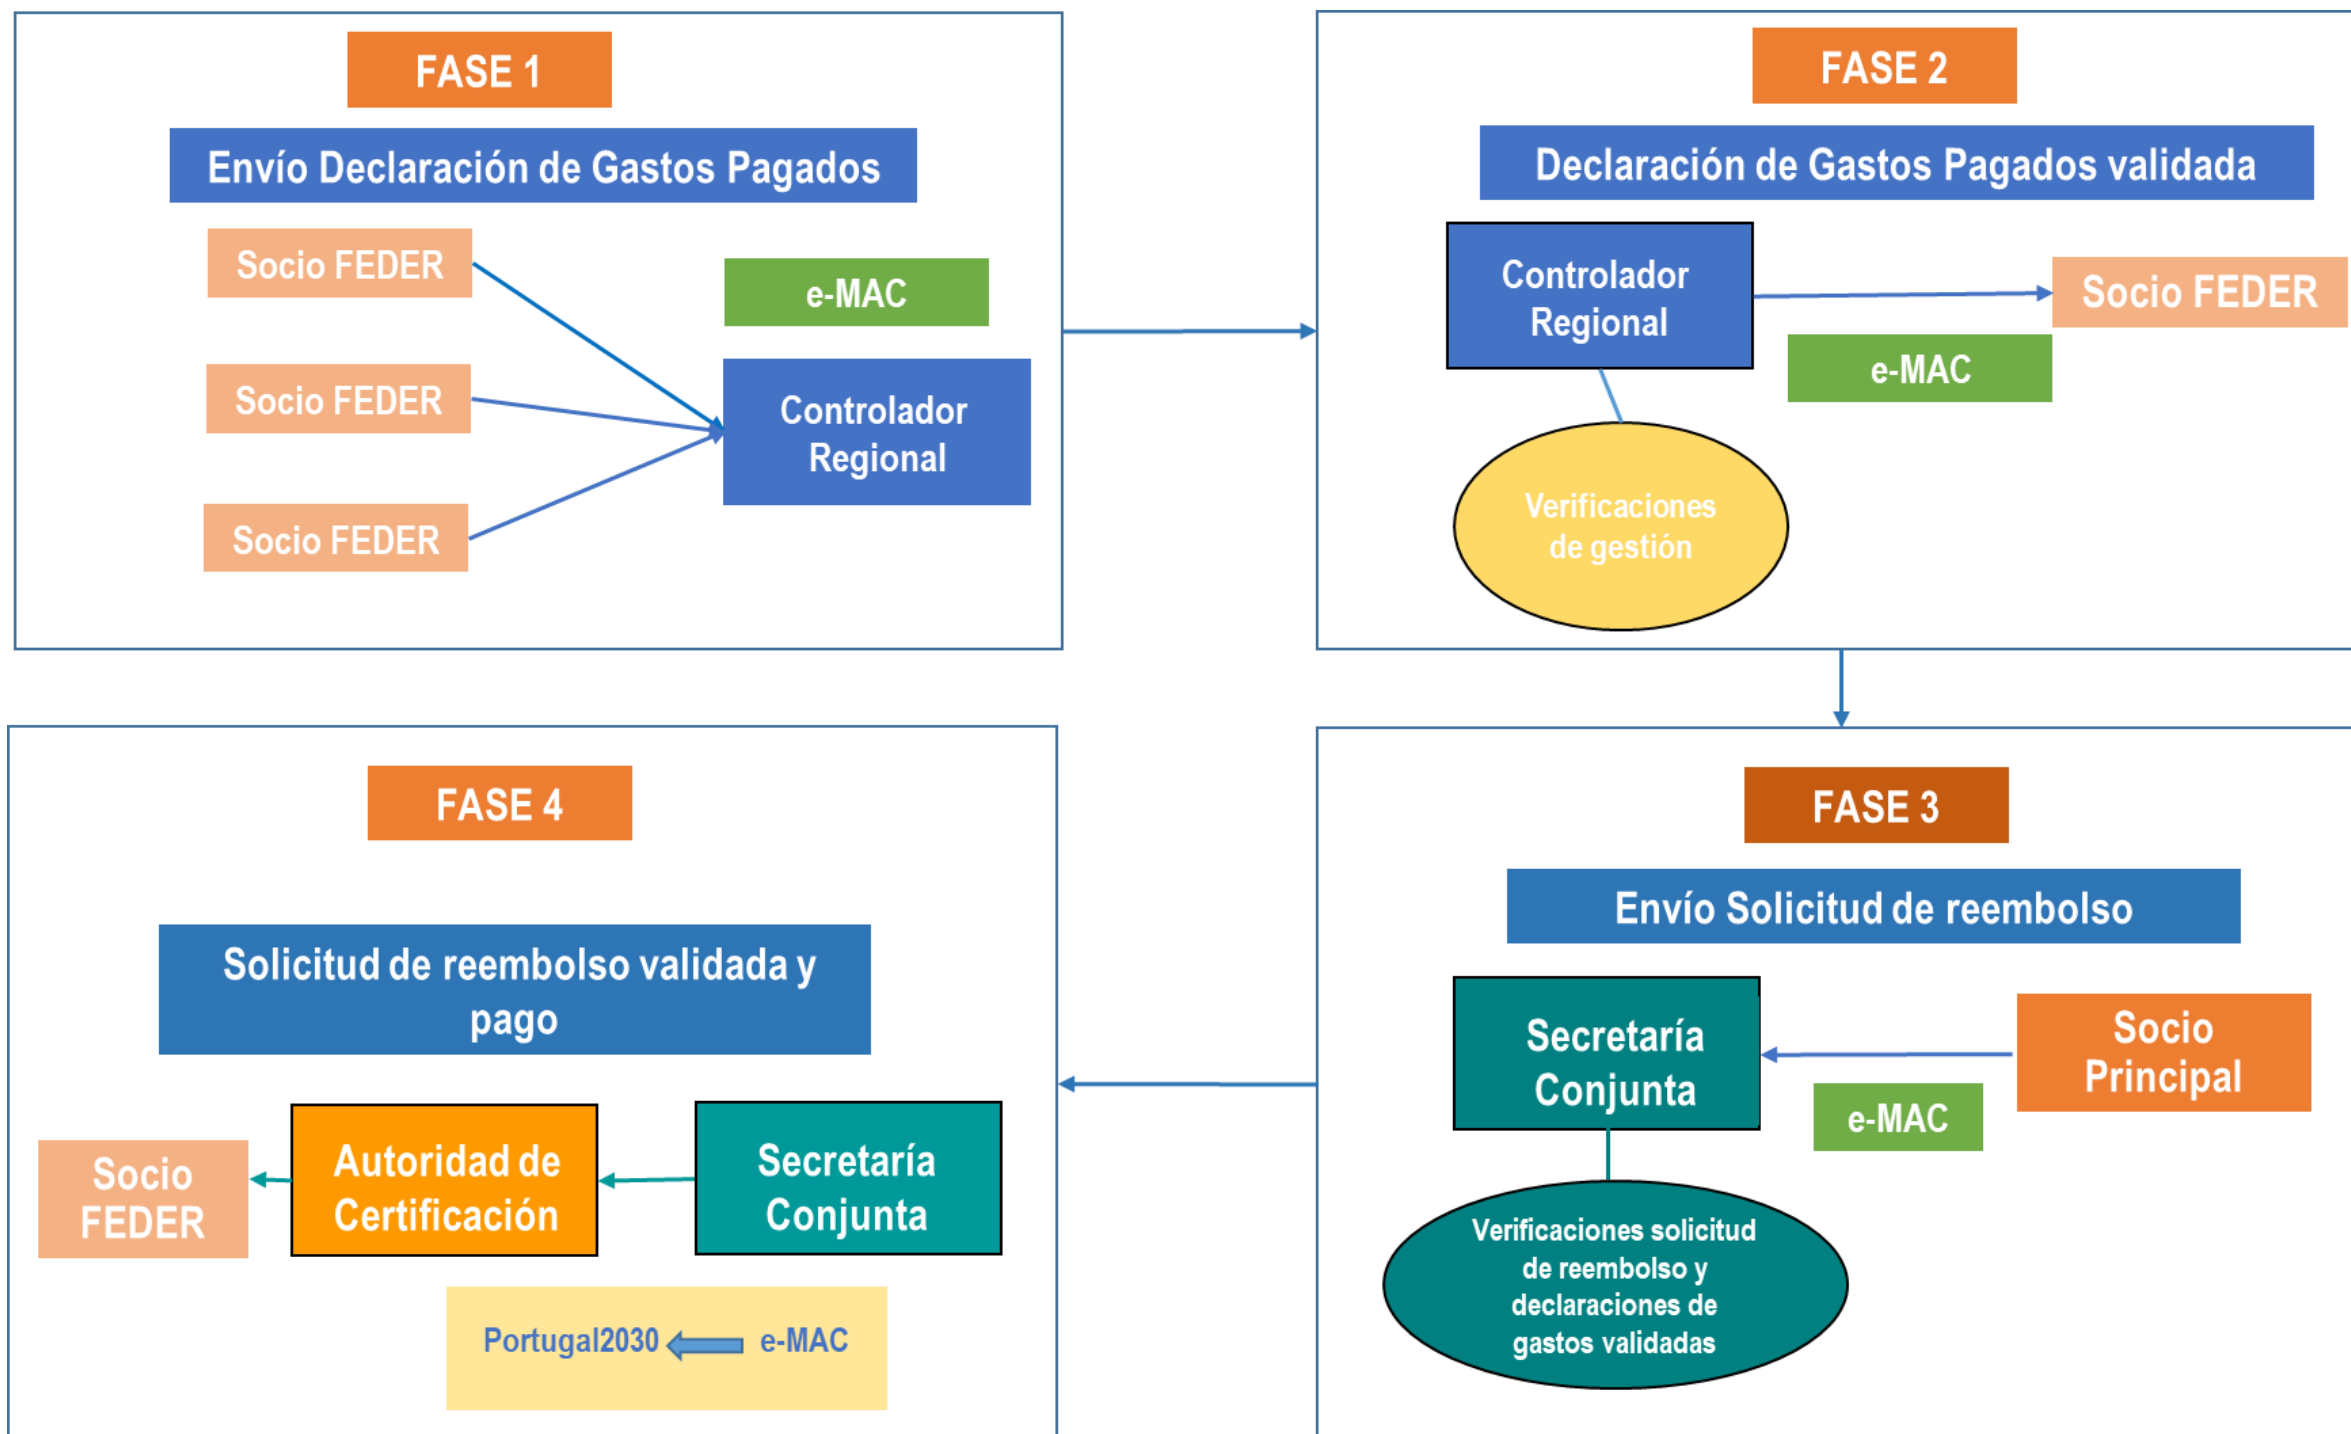 FASE 1
Envío Declaración de Gastos Pagados
Socio FEDER
e-MAC
Socio FEDER
Controlador
Regional
Socio FEDER
FASE 2
Declaración de Gastos Pagados validada
Controlador
Regional
Socio FEDER
e-MAC
Verificaciones
de gestión
FASE 3
Envío Solicitud de reembolso
Secretaría
Conjunta
Socio
Principal
e-MAC
Verificaciones solicitud
de reembolso y
declaraciones de
gastos validadas
FASE 4
Solicitud de reembolso validada y
pago
Socio
FEDER
Autoridad de
Certificación
Secretaría
Conjunta
Portugal2030
e-MAC